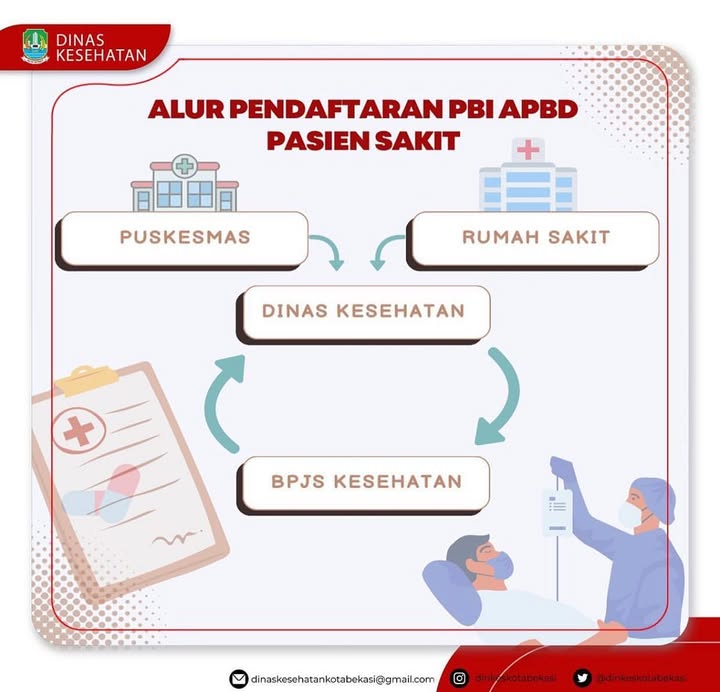 DINAS
KESEHATAN
ALUR PENDAFTARAN PBI APBD
PASIEN SAKIT
PUSKESMAS
RUMAH SAKIT
DINAS KESEHATAN
BPJS KESEHATAN
dinaskesehatankotabekasi@gmail.com
dinkeskotabekasi
@dinkeskotabekasi